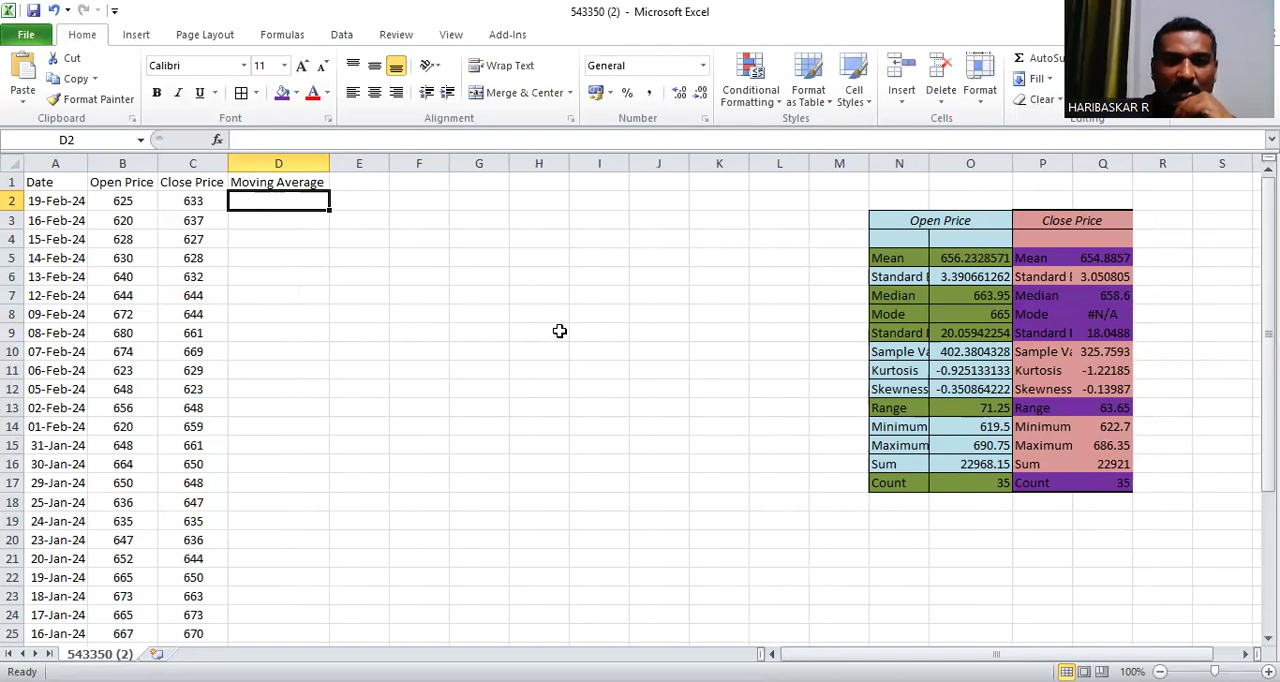 543350 (2) - Microsoft Excel
File Home Insert Page Layout Formulas Data Review View Add-Ins
Paste Cut Copy Format Painter Clipboard
Calibri 11 A A B I U A Font
Wrap Text Merge & Center Alignment
General % , Number
Conditional Formatting Format as Table Cell Styles Styles
Insert Delete Format Cells
Σ AutoSu Fill Clear
HARIBASKAR R
D2 fx
A B C D E F G H I J K L M N O P Q R S
1 Date Open Price Close Price Moving Average
2 19-Feb-24 625 633
3 16-Feb-24 620 637 Open Price Close Price
4 15-Feb-24 628 627
5 14-Feb-24 630 628 Mean 656.2328571 Mean 654.8857
6 13-Feb-24 640 632 Standard E 3.390661262 Standard E 3.050805
7 12-Feb-24 644 644 Median 663.95 Median 658.6
8 09-Feb-24 672 644 Mode 665 Mode #N/A
9 08-Feb-24 680 661 Standard D 20.05942254 Standard D 18.0488
10 07-Feb-24 674 669 Sample Va 402.3804328 Sample Va 325.7593
11 06-Feb-24 623 629 Kurtosis -0.925133133 Kurtosis -1.22185
12 05-Feb-24 648 623 Skewness -0.350864222 Skewness -0.13987
13 02-Feb-24 656 648 Range 71.25 Range 63.65
14 01-Feb-24 620 659 Minimum 619.5 Minimum 622.7
15 31-Jan-24 648 661 Maximum 690.75 Maximum 686.35
16 30-Jan-24 664 650 Sum 22968.15 Sum 22921
17 29-Jan-24 650 648 Count 35 Count 35
18 25-Jan-24 636 647
19 24-Jan-24 635 635
20 23-Jan-24 647 636
21 20-Jan-24 652 644
22 19-Jan-24 665 650
23 18-Jan-24 673 663
24 17-Jan-24 665 673
25 16-Jan-24 667 670
543350 (2)
Ready 100%